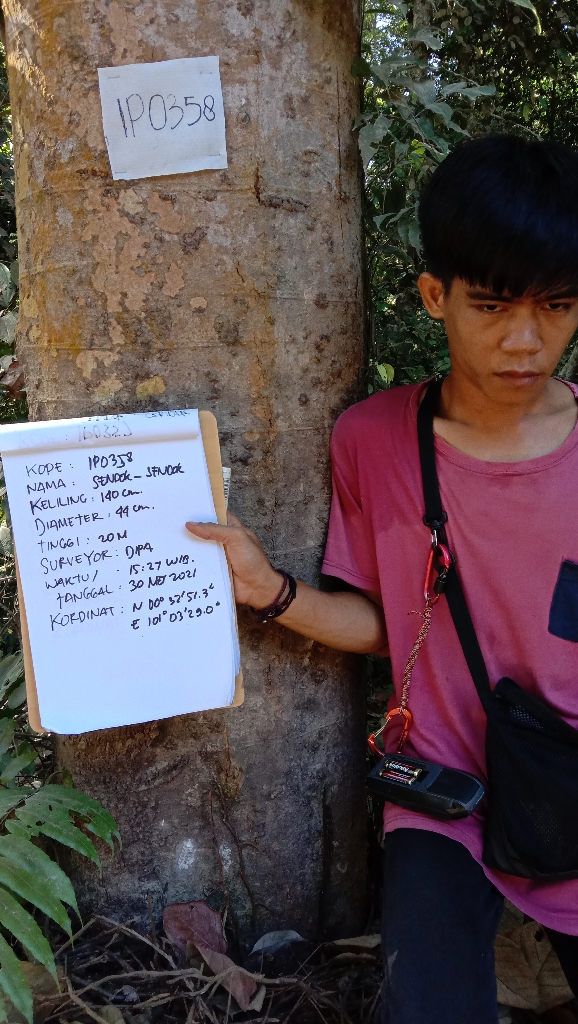 IP0358
KODE : IP0358
NAMA : SENDOK-SENDOK
KELILING : 140 cm.
DIAMETER : 44 cm.
TINGGI : 20 M
SURVEYOR : DIPA
WAKTU/ : 15:27 WIB.
TANGGAL : 30 MEI 2021
KORDINAT : N 00° 32' 51.3"
E 101° 03' 29.0"